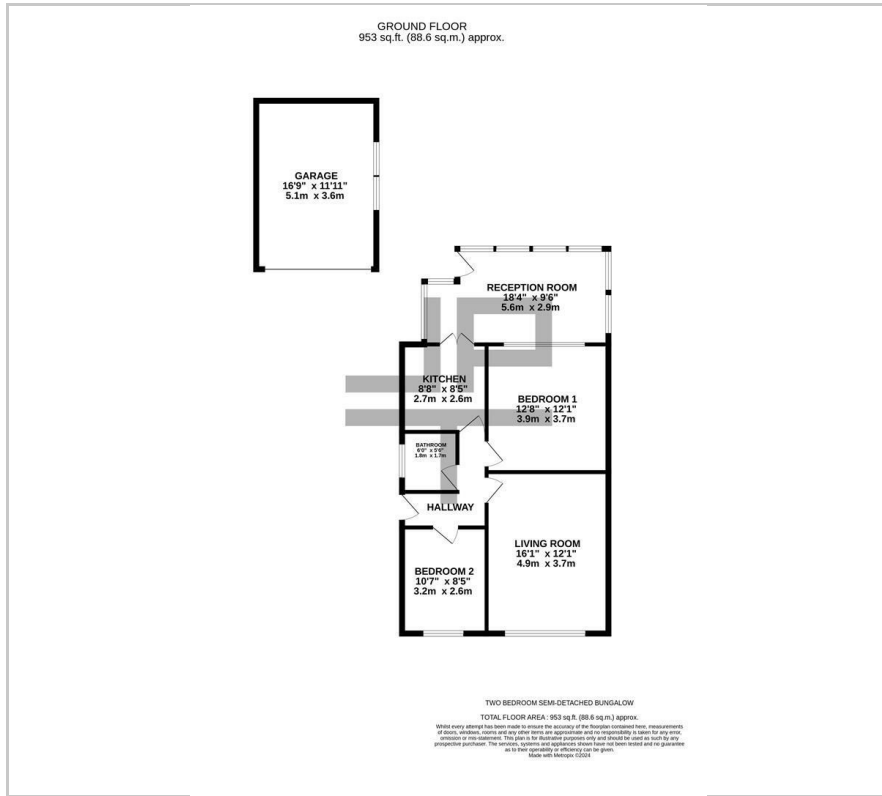 GROUND FLOOR
953 sq.ft. (88.6 sq.m.) approx.
GARAGE
16'9" x 11'11"
5.1m x 3.6m
RECEPTION ROOM
18'4" x 9'6"
5.6m x 2.9m
KITCHEN
8'8" x 8'5"
2.7m x 2.6m
BEDROOM 1
12'8" x 12'1"
3.9m x 3.7m
BATHROOM
6'0" x 5'6"
1.8m x 1.7m
HALLWAY
LIVING ROOM
16'1" x 12'1"
4.9m x 3.7m
BEDROOM 2
10'7" x 8'5"
3.2m x 2.6m
TWO BEDROOM SEMI-DETACHED BUNGALOW
TOTAL FLOOR AREA : 953 sq.ft. (88.6 sq.m.) approx.
Whilst every attempt has been made to ensure the accuracy of the floorplan contained here, measurements
of doors, windows, rooms and any other items are approximate and no responsibility is taken for any error,
omission or mis-statement. This plan is for illustrative purposes only and should be used as such by any
prospective purchaser. The services, systems and appliances shown have not been tested and no guarantee
as to their operability or efficiency can be given.
Made with Metropix ©2024